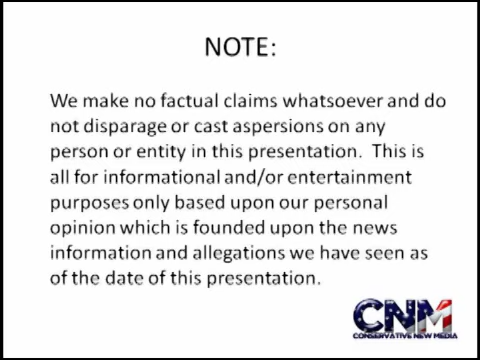 NOTE:
We make no factual claims whatsoever and do
not disparage or cast aspersions on any
person or entity in this presentation.  This is
all for informational and/or entertainment
purposes only based upon our personal
opinion which is founded upon the news
information and allegations we have seen as
of the date of this presentation.
CNM
CONSERVATIVE NEW MEDIA